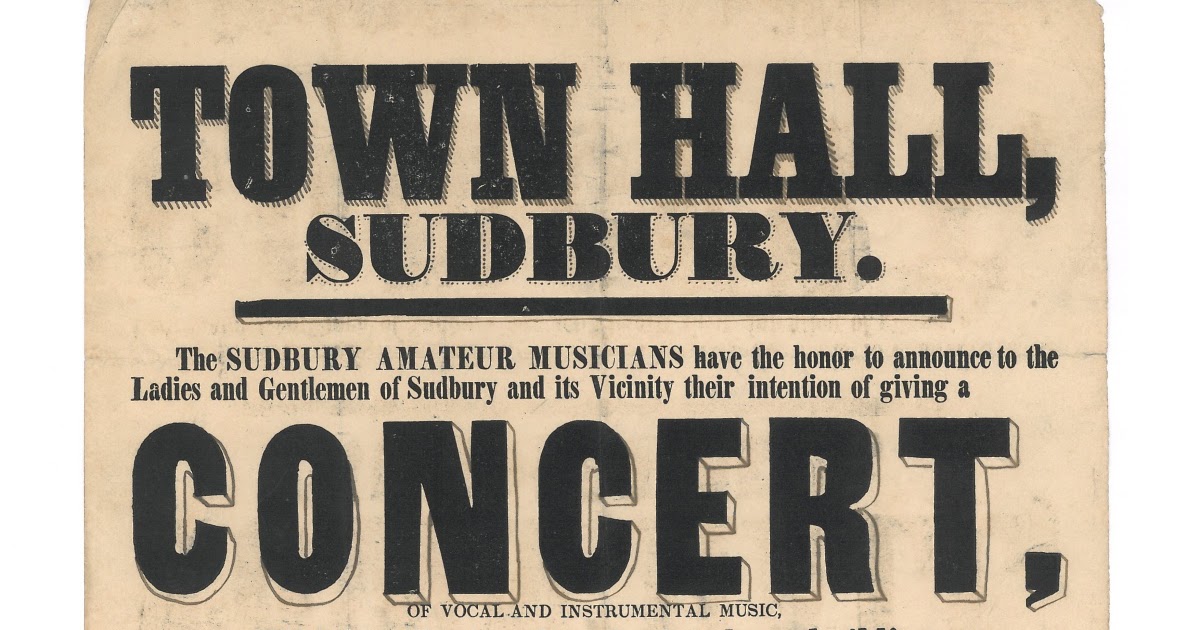 TOWN HALL,
SUDBURY.
The SUDBURY AMATEUR MUSICIANS have the honor to announce to the
Ladies and Gentlemen of Sudbury and its Vicinity their intention of giving a
CONCERT,
OF VOCAL AND INSTRUMENTAL MUSIC,